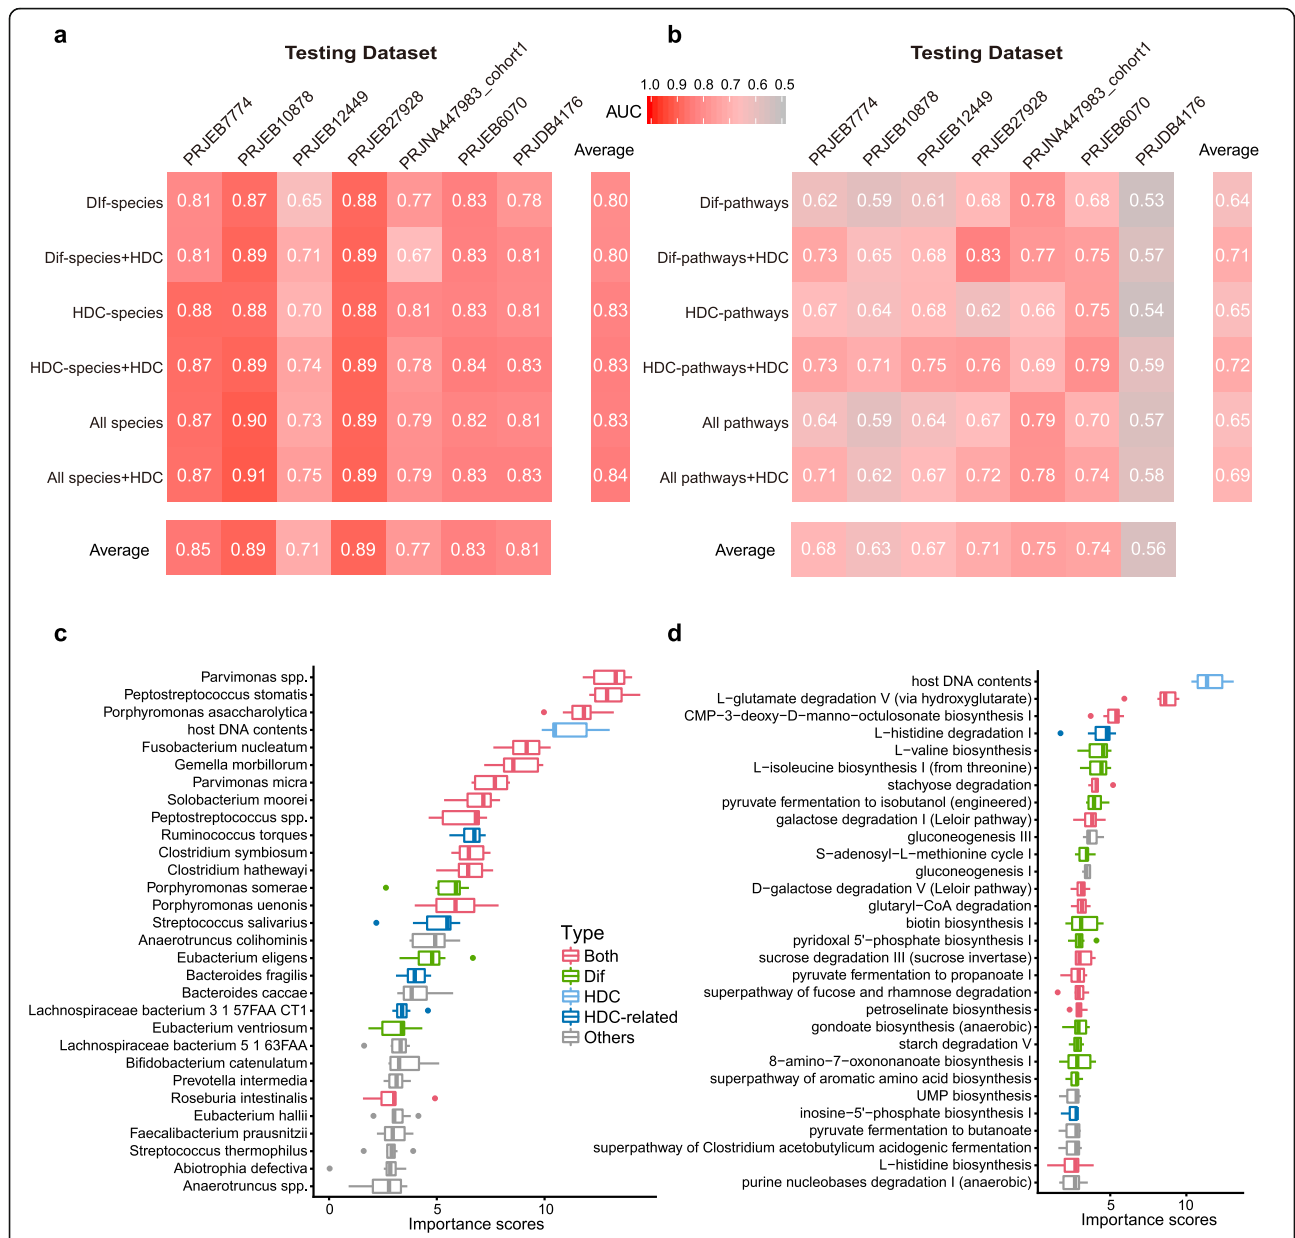 a
Testing Dataset
PRJEB7774 PRJEB10878 PRJEB12449 PRJEB27928 PRJNA447983_cohort1 PRJEB6070 PRJDB4176 Average
DIf-species 0.81 0.87 0.65 0.88 0.77 0.83 0.78 0.80
Dif-species+HDC 0.81 0.89 0.71 0.89 0.67 0.83 0.81 0.80
HDC-species 0.88 0.88 0.70 0.88 0.81 0.83 0.81 0.83
HDC-species+HDC 0.87 0.89 0.74 0.89 0.78 0.84 0.83 0.83
All species 0.87 0.90 0.73 0.89 0.79 0.82 0.81 0.83
All species+HDC 0.87 0.91 0.75 0.89 0.79 0.83 0.83 0.84
Average 0.85 0.89 0.71 0.89 0.77 0.83 0.81
AUC 1.0 0.9 0.8 0.7 0.6 0.5
b
Testing Dataset
PRJEB7774 PRJEB10878 PRJEB12449 PRJEB27928 PRJNA447983_cohort1 PRJEB6070 PRJDB4176 Average
Dif-pathways 0.62 0.59 0.61 0.68 0.78 0.68 0.53 0.64
Dif-pathways+HDC 0.73 0.65 0.68 0.83 0.77 0.75 0.57 0.71
HDC-pathways 0.67 0.64 0.68 0.62 0.66 0.75 0.54 0.65
HDC-pathways+HDC 0.73 0.71 0.75 0.76 0.69 0.79 0.59 0.72
All pathways 0.64 0.59 0.64 0.67 0.79 0.70 0.57 0.65
All pathways+HDC 0.71 0.62 0.67 0.72 0.78 0.74 0.58 0.69
Average 0.68 0.63 0.67 0.71 0.75 0.74 0.56
c
Parvimonas spp.
Peptostreptococcus stomatis
Porphyromonas asaccharolytica
host DNA contents
Fusobacterium nucleatum
Gemella morbillorum
Parvimonas micra
Solobacterium moorei
Peptostreptococcus spp.
Ruminococcus torques
Clostridium symbiosum
Clostridium hathewayi
Porphyromonas somerae
Porphyromonas uenonis
Streptococcus salivarius
Anaerotruncus colihominis
Eubacterium eligens
Bacteroides fragilis
Bacteroides caccae
Lachnospiraceae bacterium 3 1 57FAA CT1
Eubacterium ventriosum
Lachnospiraceae bacterium 5 1 63FAA
Bifidobacterium catenulatum
Prevotella intermedia
Roseburia intestinalis
Eubacterium hallii
Faecalibacterium prausnitzii
Streptococcus thermophilus
Abiotrophia defectiva
Anaerotruncus spp.
0 5 10
Importance scores
Type
Both
Dif
HDC
HDC-related
Others
d
host DNA contents
L−glutamate degradation V (via hydroxyglutarate)
CMP−3−deoxy−D−manno−octulosonate biosynthesis I
L−histidine degradation I
L−valine biosynthesis
L−isoleucine biosynthesis I (from threonine)
stachyose degradation
pyruvate fermentation to isobutanol (engineered)
galactose degradation I (Leloir pathway)
gluconeogenesis III
S−adenosyl−L−methionine cycle I
gluconeogenesis I
D−galactose degradation V (Leloir pathway)
glutaryl−CoA degradation
biotin biosynthesis I
pyridoxal 5'−phosphate biosynthesis I
sucrose degradation III (sucrose invertase)
pyruvate fermentation to propanoate I
superpathway of fucose and rhamnose degradation
petroselinate biosynthesis
gondoate biosynthesis (anaerobic)
starch degradation V
8−amino−7−oxononanoate biosynthesis I
superpathway of aromatic amino acid biosynthesis
UMP biosynthesis
inosine−5'−phosphate biosynthesis I
pyruvate fermentation to butanoate
superpathway of Clostridium acetobutylicum acidogenic fermentation
L−histidine biosynthesis
purine nucleobases degradation I (anaerobic)
5 10
Importance scores